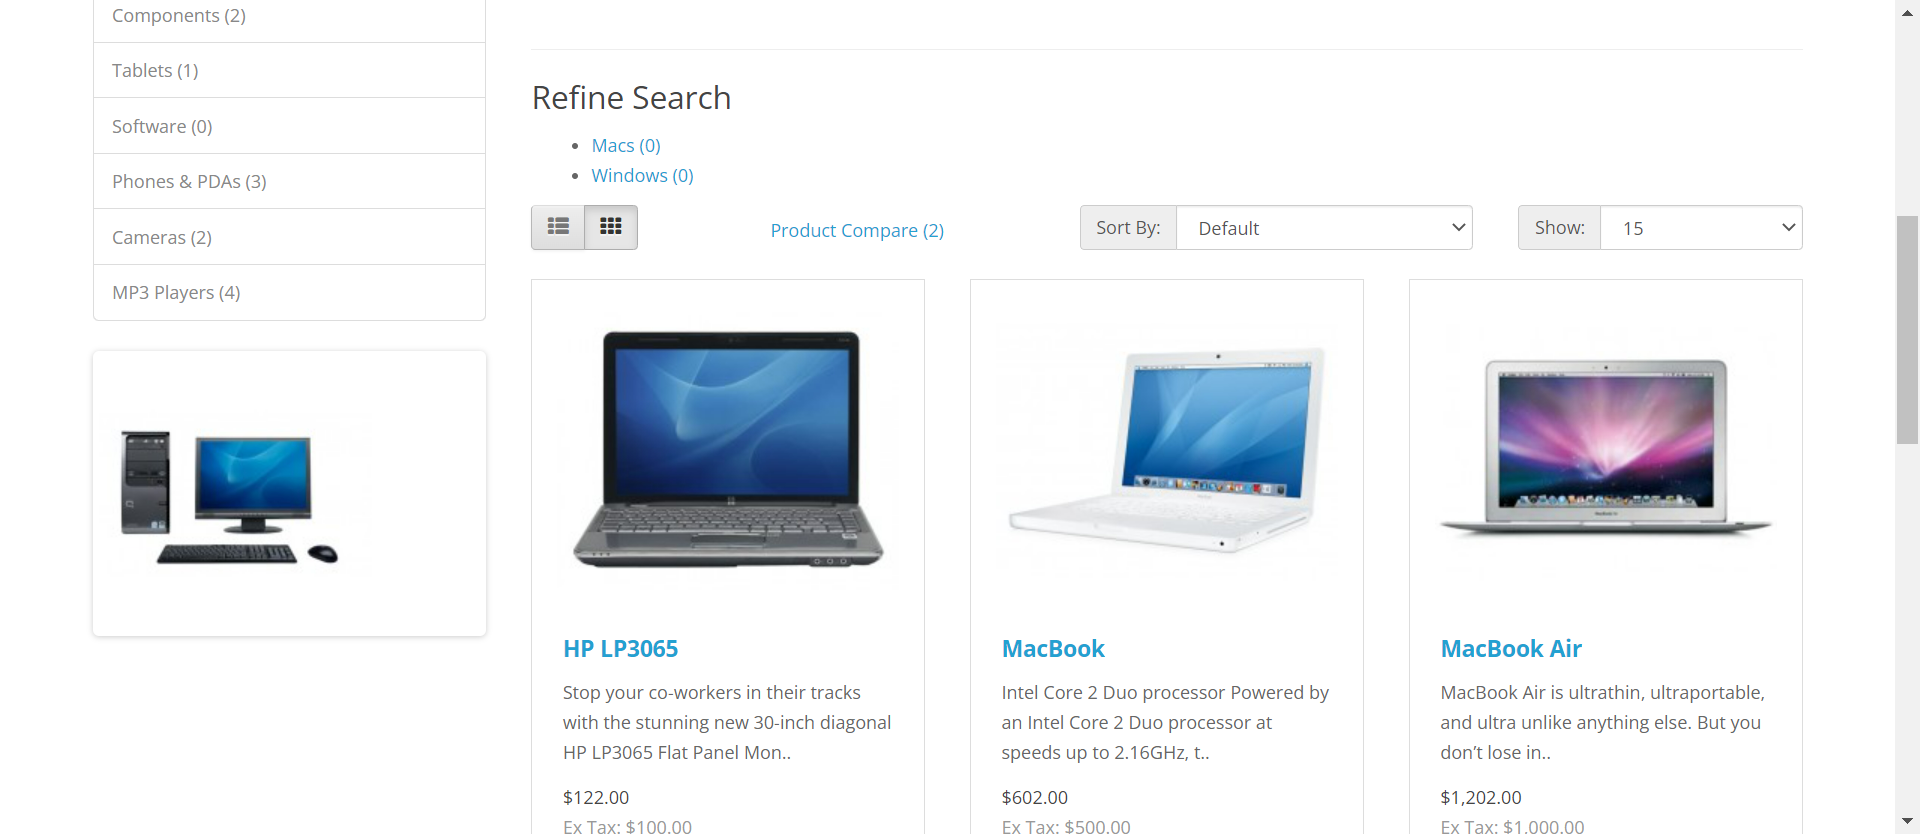 Components (2)
Tablets (1)
Software (0)
Phones & PDAs (3)
Cameras (2)
MP3 Players (4)
Refine Search
Macs (0)
Windows (0)
Product Compare (2)
Sort By: Default
Show: 15
HP LP3065
Stop your co-workers in their tracks
with the stunning new 30-inch diagonal
HP LP3065 Flat Panel Mon..
$122.00
Ex Tax: $100.00
MacBook
Intel Core 2 Duo processor Powered by
an Intel Core 2 Duo processor at
speeds up to 2.16GHz, t..
$602.00
Ex Tax: $500.00
MacBook Air
MacBook Air is ultrathin, ultraportable,
and ultra unlike anything else. But you
don’t lose in..
$1,202.00
Ex Tax: $1,000.00